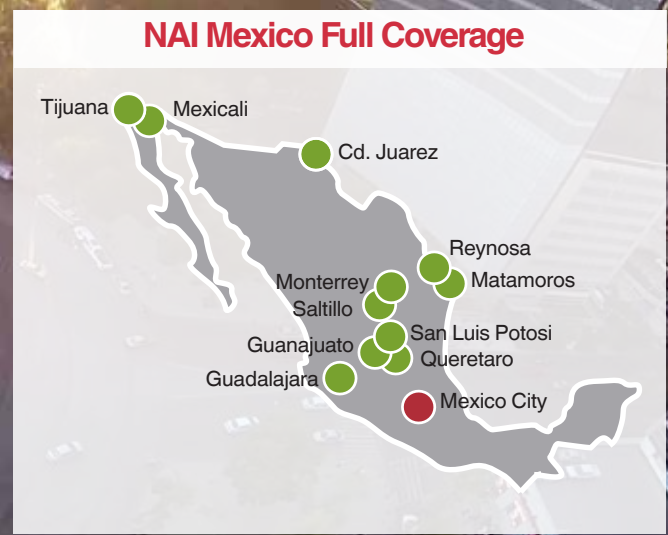 NAI Mexico Full Coverage
Tijuana
Mexicali
Cd. Juarez
Reynosa
Monterrey
Matamoros
Saltillo
San Luis Potosi
Guanajuato
Queretaro
Guadalajara
Mexico City